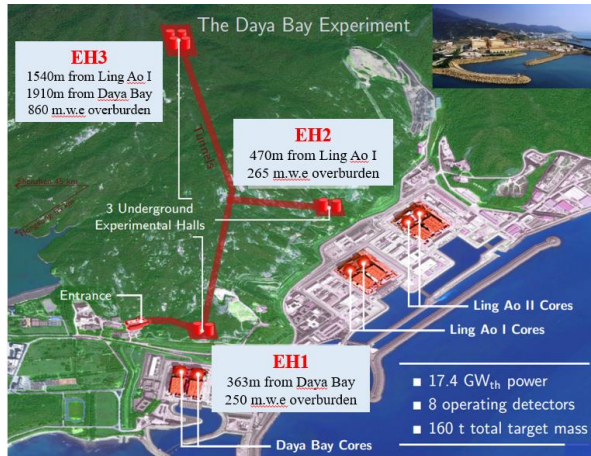 The Daya Bay Experiment
EH3
1540m from Ling Ao I
1910m from Daya Bay
860 m.w.e overburden
EH2
470m from Ling Ao I
265 m.w.e overburden
Tunnels
3 Underground
Experimental Halls
Entrance
Ling Ao II Cores
Ling Ao I Cores
EH1
363m from Daya Bay
250 m.w.e overburden
Daya Bay Cores
17.4 GWth power
8 operating detectors
160 t total target mass